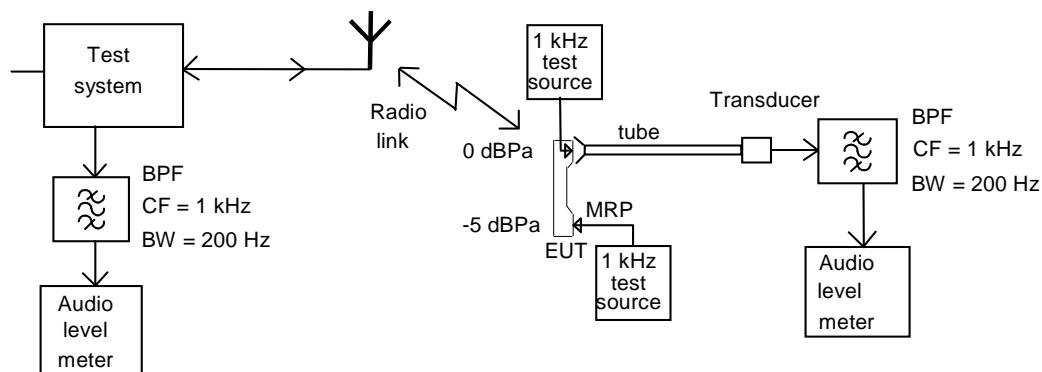 Test
system
BPF
CF = 1 kHz
BW = 200 Hz
Audio
level
meter
Radio
link
1 kHz
test
source
0 dBPa
-5 dBPa
EUT
MRP
1 kHz
test
source
tube
Transducer
BPF
CF = 1 kHz
BW = 200 Hz
Audio
level
meter